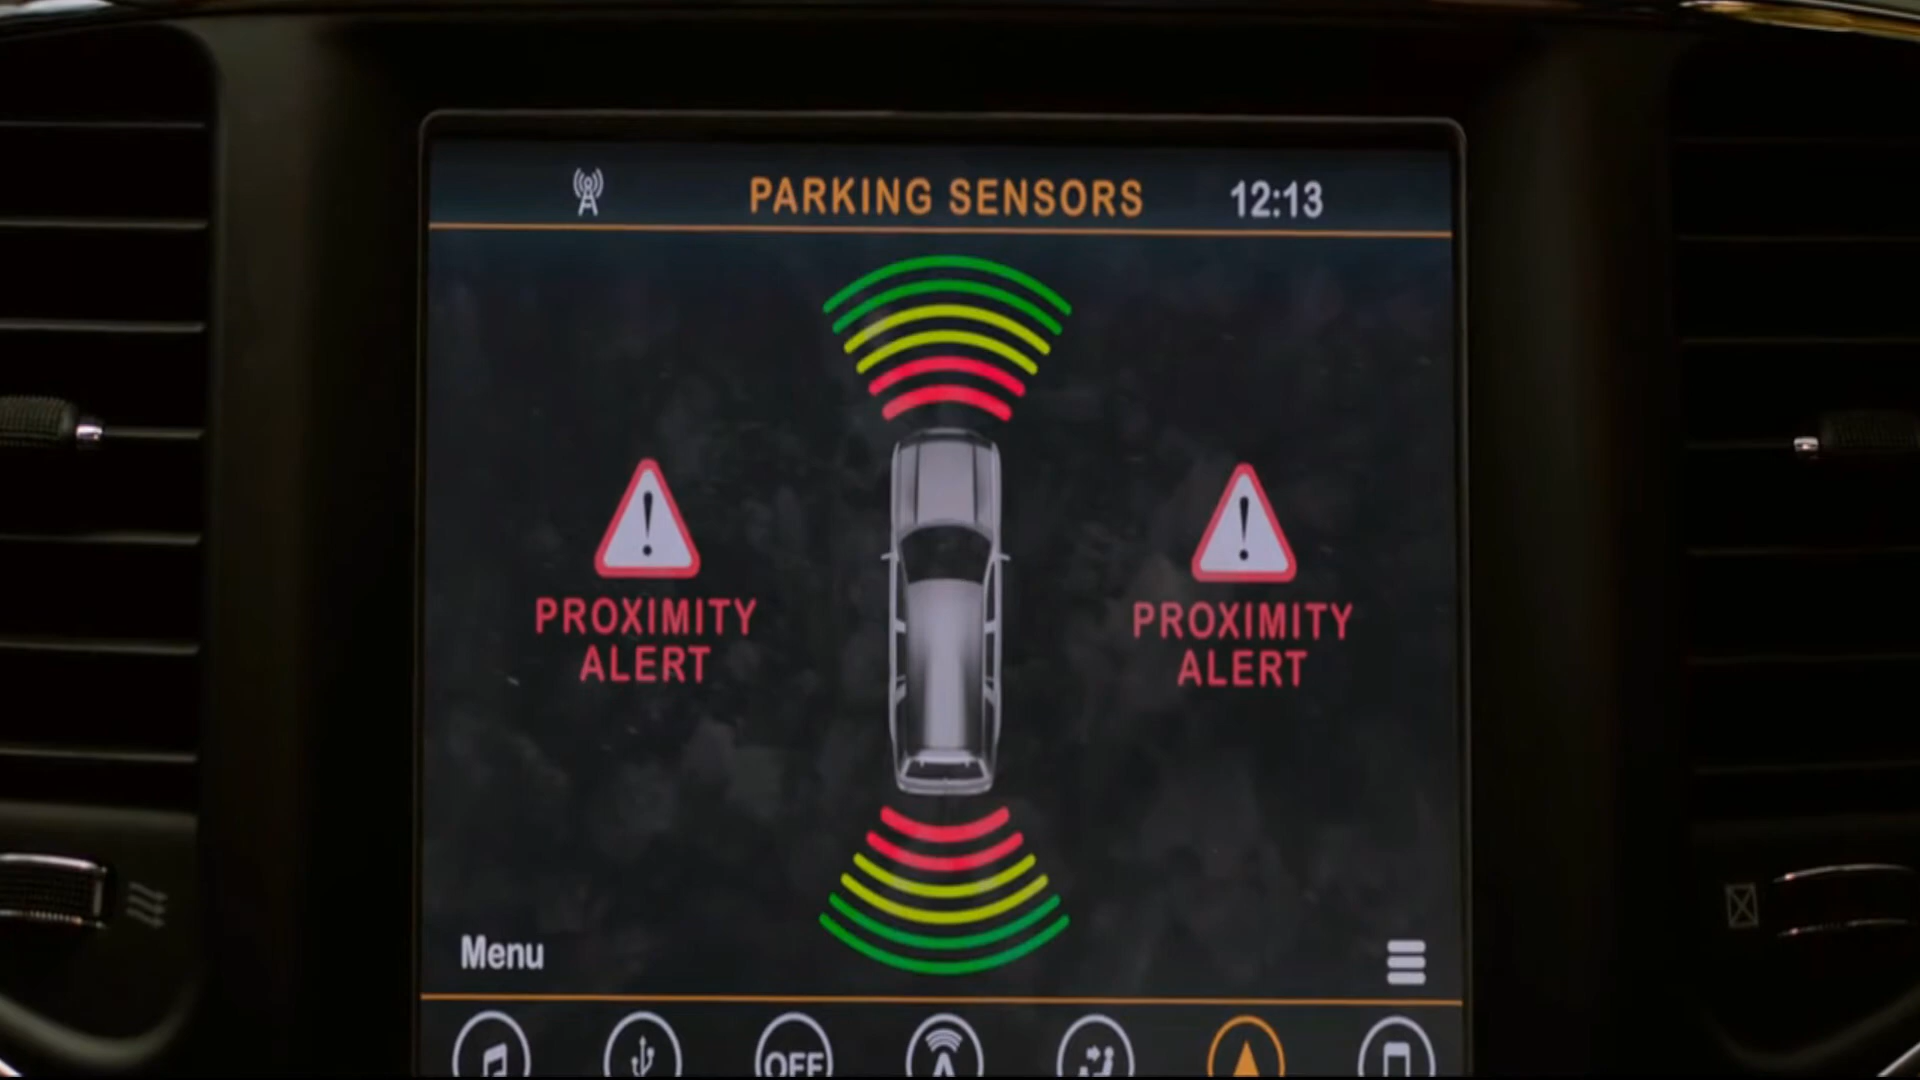 PARKING SENSORS
12:13
PROXIMITY
ALERT
PROXIMITY
ALERT
Menu
OFF